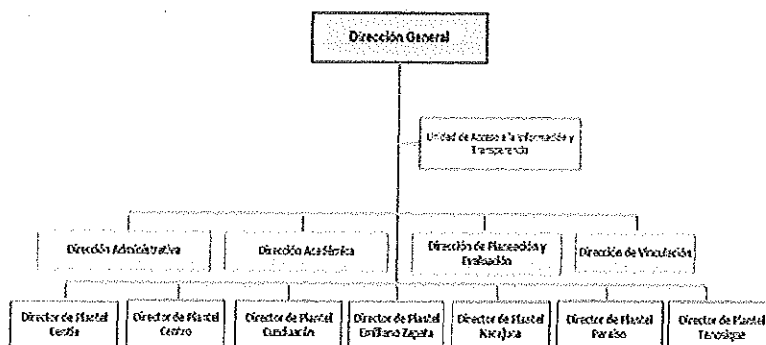 Dirección General
Unidad de Acceso a la Información y
Transparencia
Dirección Administrativa
Dirección Académica
Dirección de Planeación y
Evaluación
Dirección de Vinculación
Director de Plantel
Centla
Director de Plantel
Centro
Director de Plantel
Cunduacán
Director de Plantel
Emiliano Zapata
Director de Plantel
Nacajuca
Director de Plantel
Paraíso
Director de Plantel
Tenosique